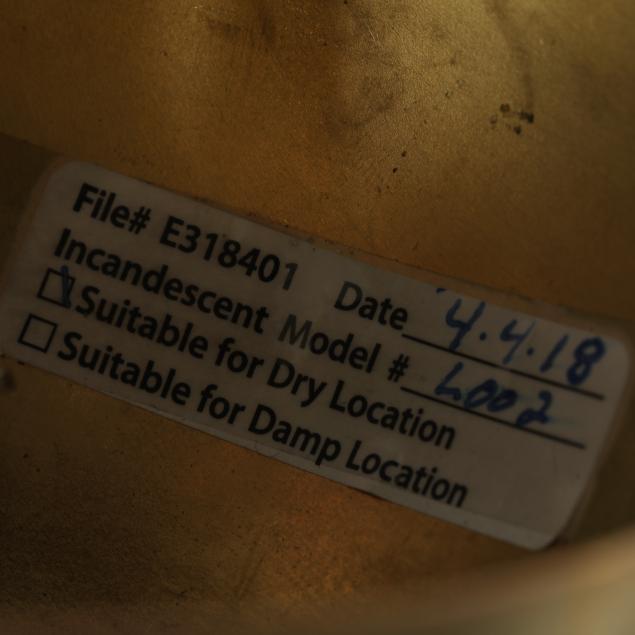 File# E318401 Date 4.4.18
Incandescent Model # L002
Suitable for Dry Location
Suitable for Damp Location